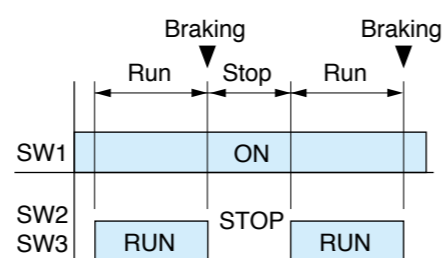 Braking Braking
Run Stop Run
SW1 ON
SW2 STOP
SW3 RUN RUN